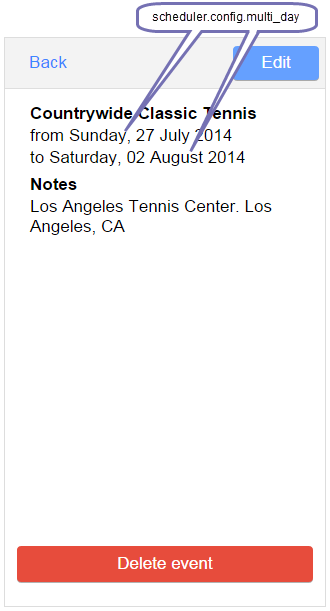 scheduler.config.multi_day
Back
Edit
Countrywide Classic Tennis
from Sunday, 27 July 2014
to Saturday, 02 August 2014
Notes
Los Angeles Tennis Center. Los
Angeles, CA
Delete event